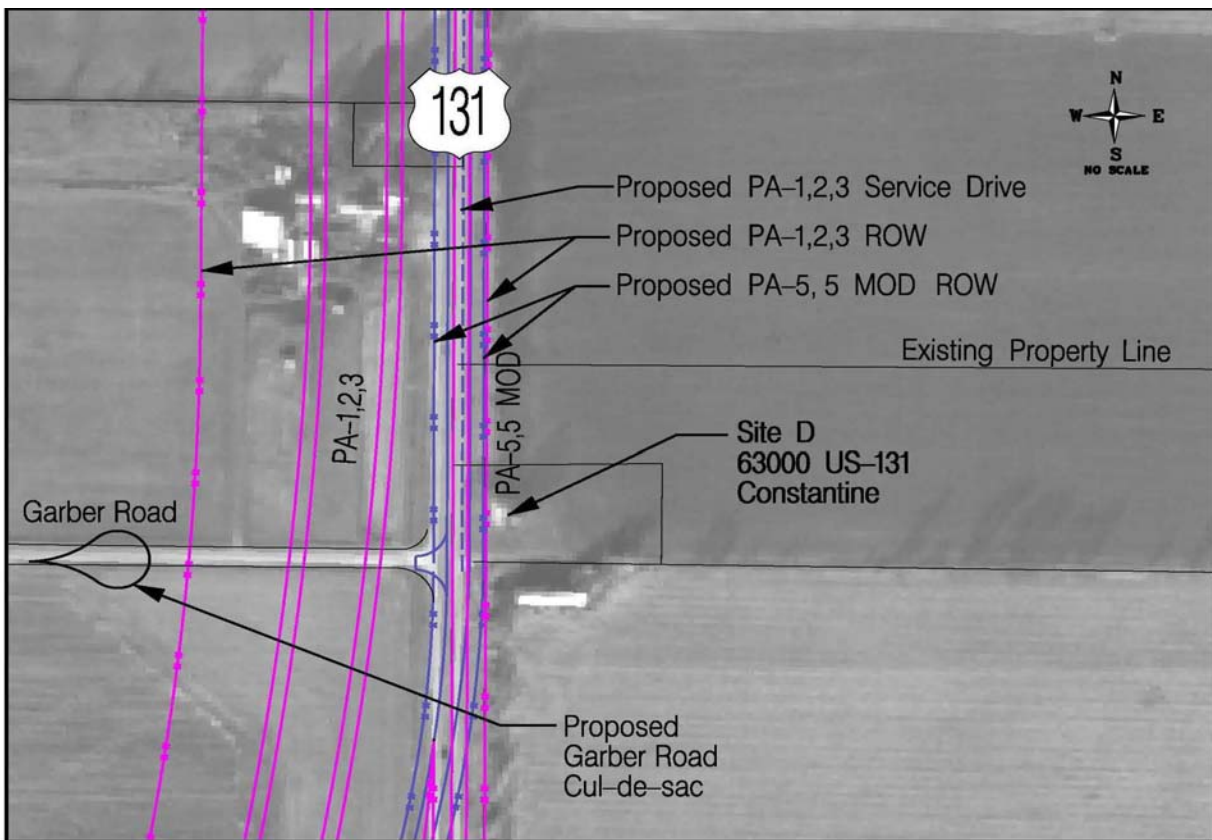 131
N
W E
S
NO SCALE
Proposed PA-1,2,3 Service Drive
Proposed PA-1,2,3 ROW
Proposed PA-5, 5 MOD ROW
Existing Property Line
PA-1,2,3
PA-5,5 MOD
Site D
63000 US-131
Constantine
Garber Road
Proposed
Garber Road
Cul-de-sac